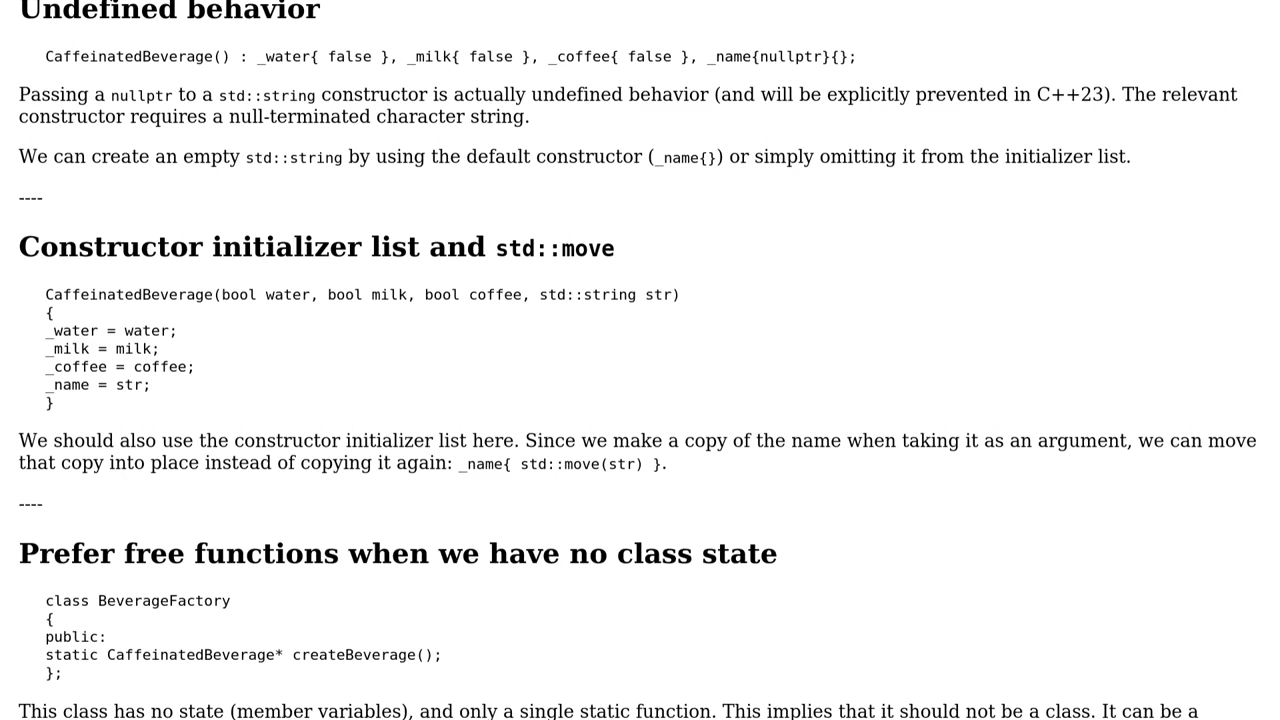 Undefined behavior
CaffeinatedBeverage() : _water{ false }, _milk{ false }, _coffee{ false }, _name{nullptr}{};
Passing a nullptr to a std::string constructor is actually undefined behavior (and will be explicitly prevented in C++23). The relevant
constructor requires a null-terminated character string.
We can create an empty std::string by using the default constructor (_name{}) or simply omitting it from the initializer list.
----
Constructor initializer list and std::move
CaffeinatedBeverage(bool water, bool milk, bool coffee, std::string str)
{
_water = water;
_milk = milk;
_coffee = coffee;
_name = str;
}
We should also use the constructor initializer list here. Since we make a copy of the name when taking it as an argument, we can move
that copy into place instead of copying it again: _name{ std::move(str) }.
----
Prefer free functions when we have no class state
class BeverageFactory
{
public:
static CaffeinatedBeverage* createBeverage();
};
This class has no state (member variables), and only a single static function. This implies that it should not be a class. It can be a